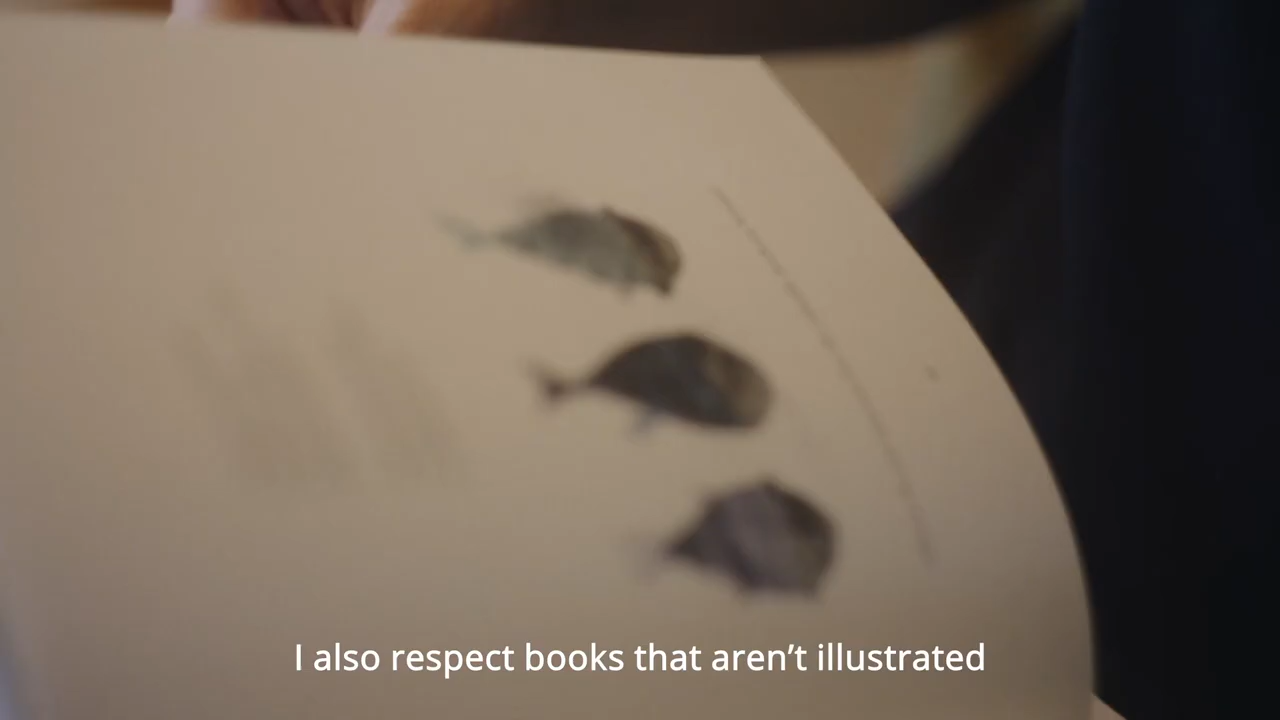 I also respect books that aren’t illustrated